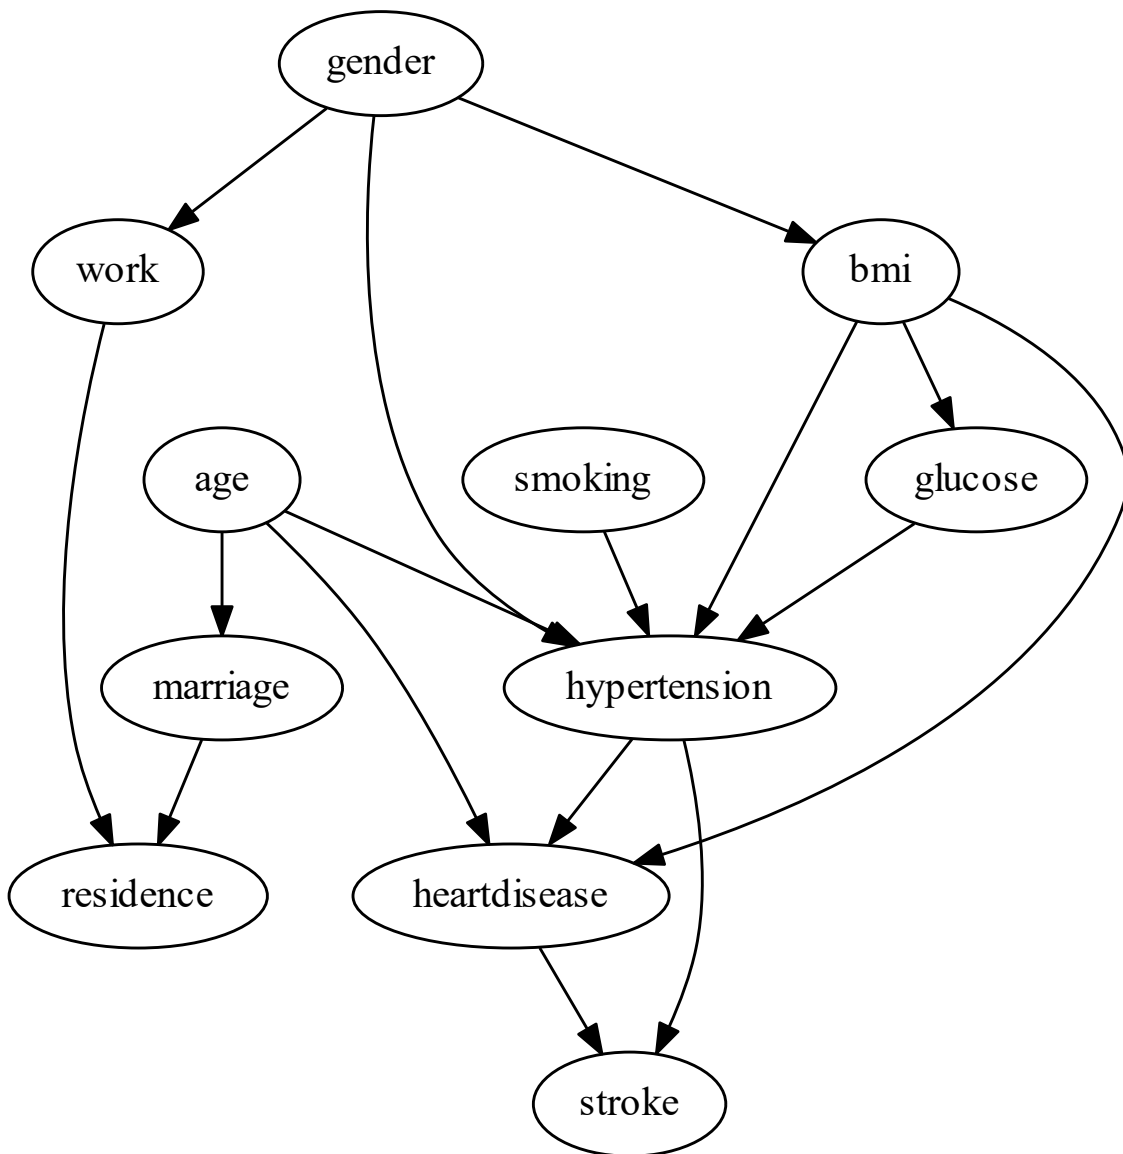 gender
work
bmi
age
smoking
glucose
marriage
hypertension
residence
heartdisease
stroke